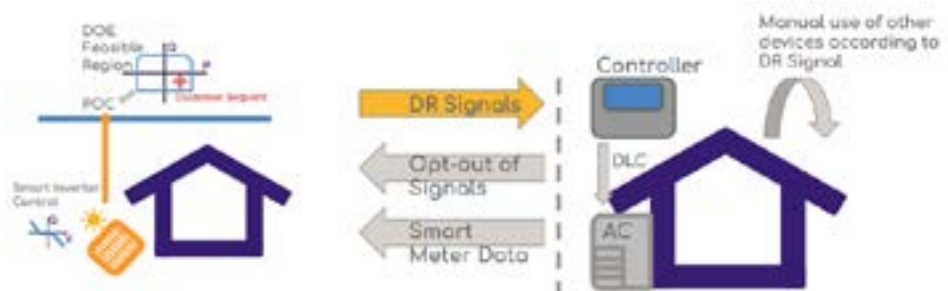 DOE
Feasible
Region
Q
P
Customer Setpoint
POC
Smart Inverter
Control
Q
V
DR Signals
Opt-out of
Signals
Smart
Meter Data
Controller
DLC
AC
Manual use of other
devices according to
DR Signal